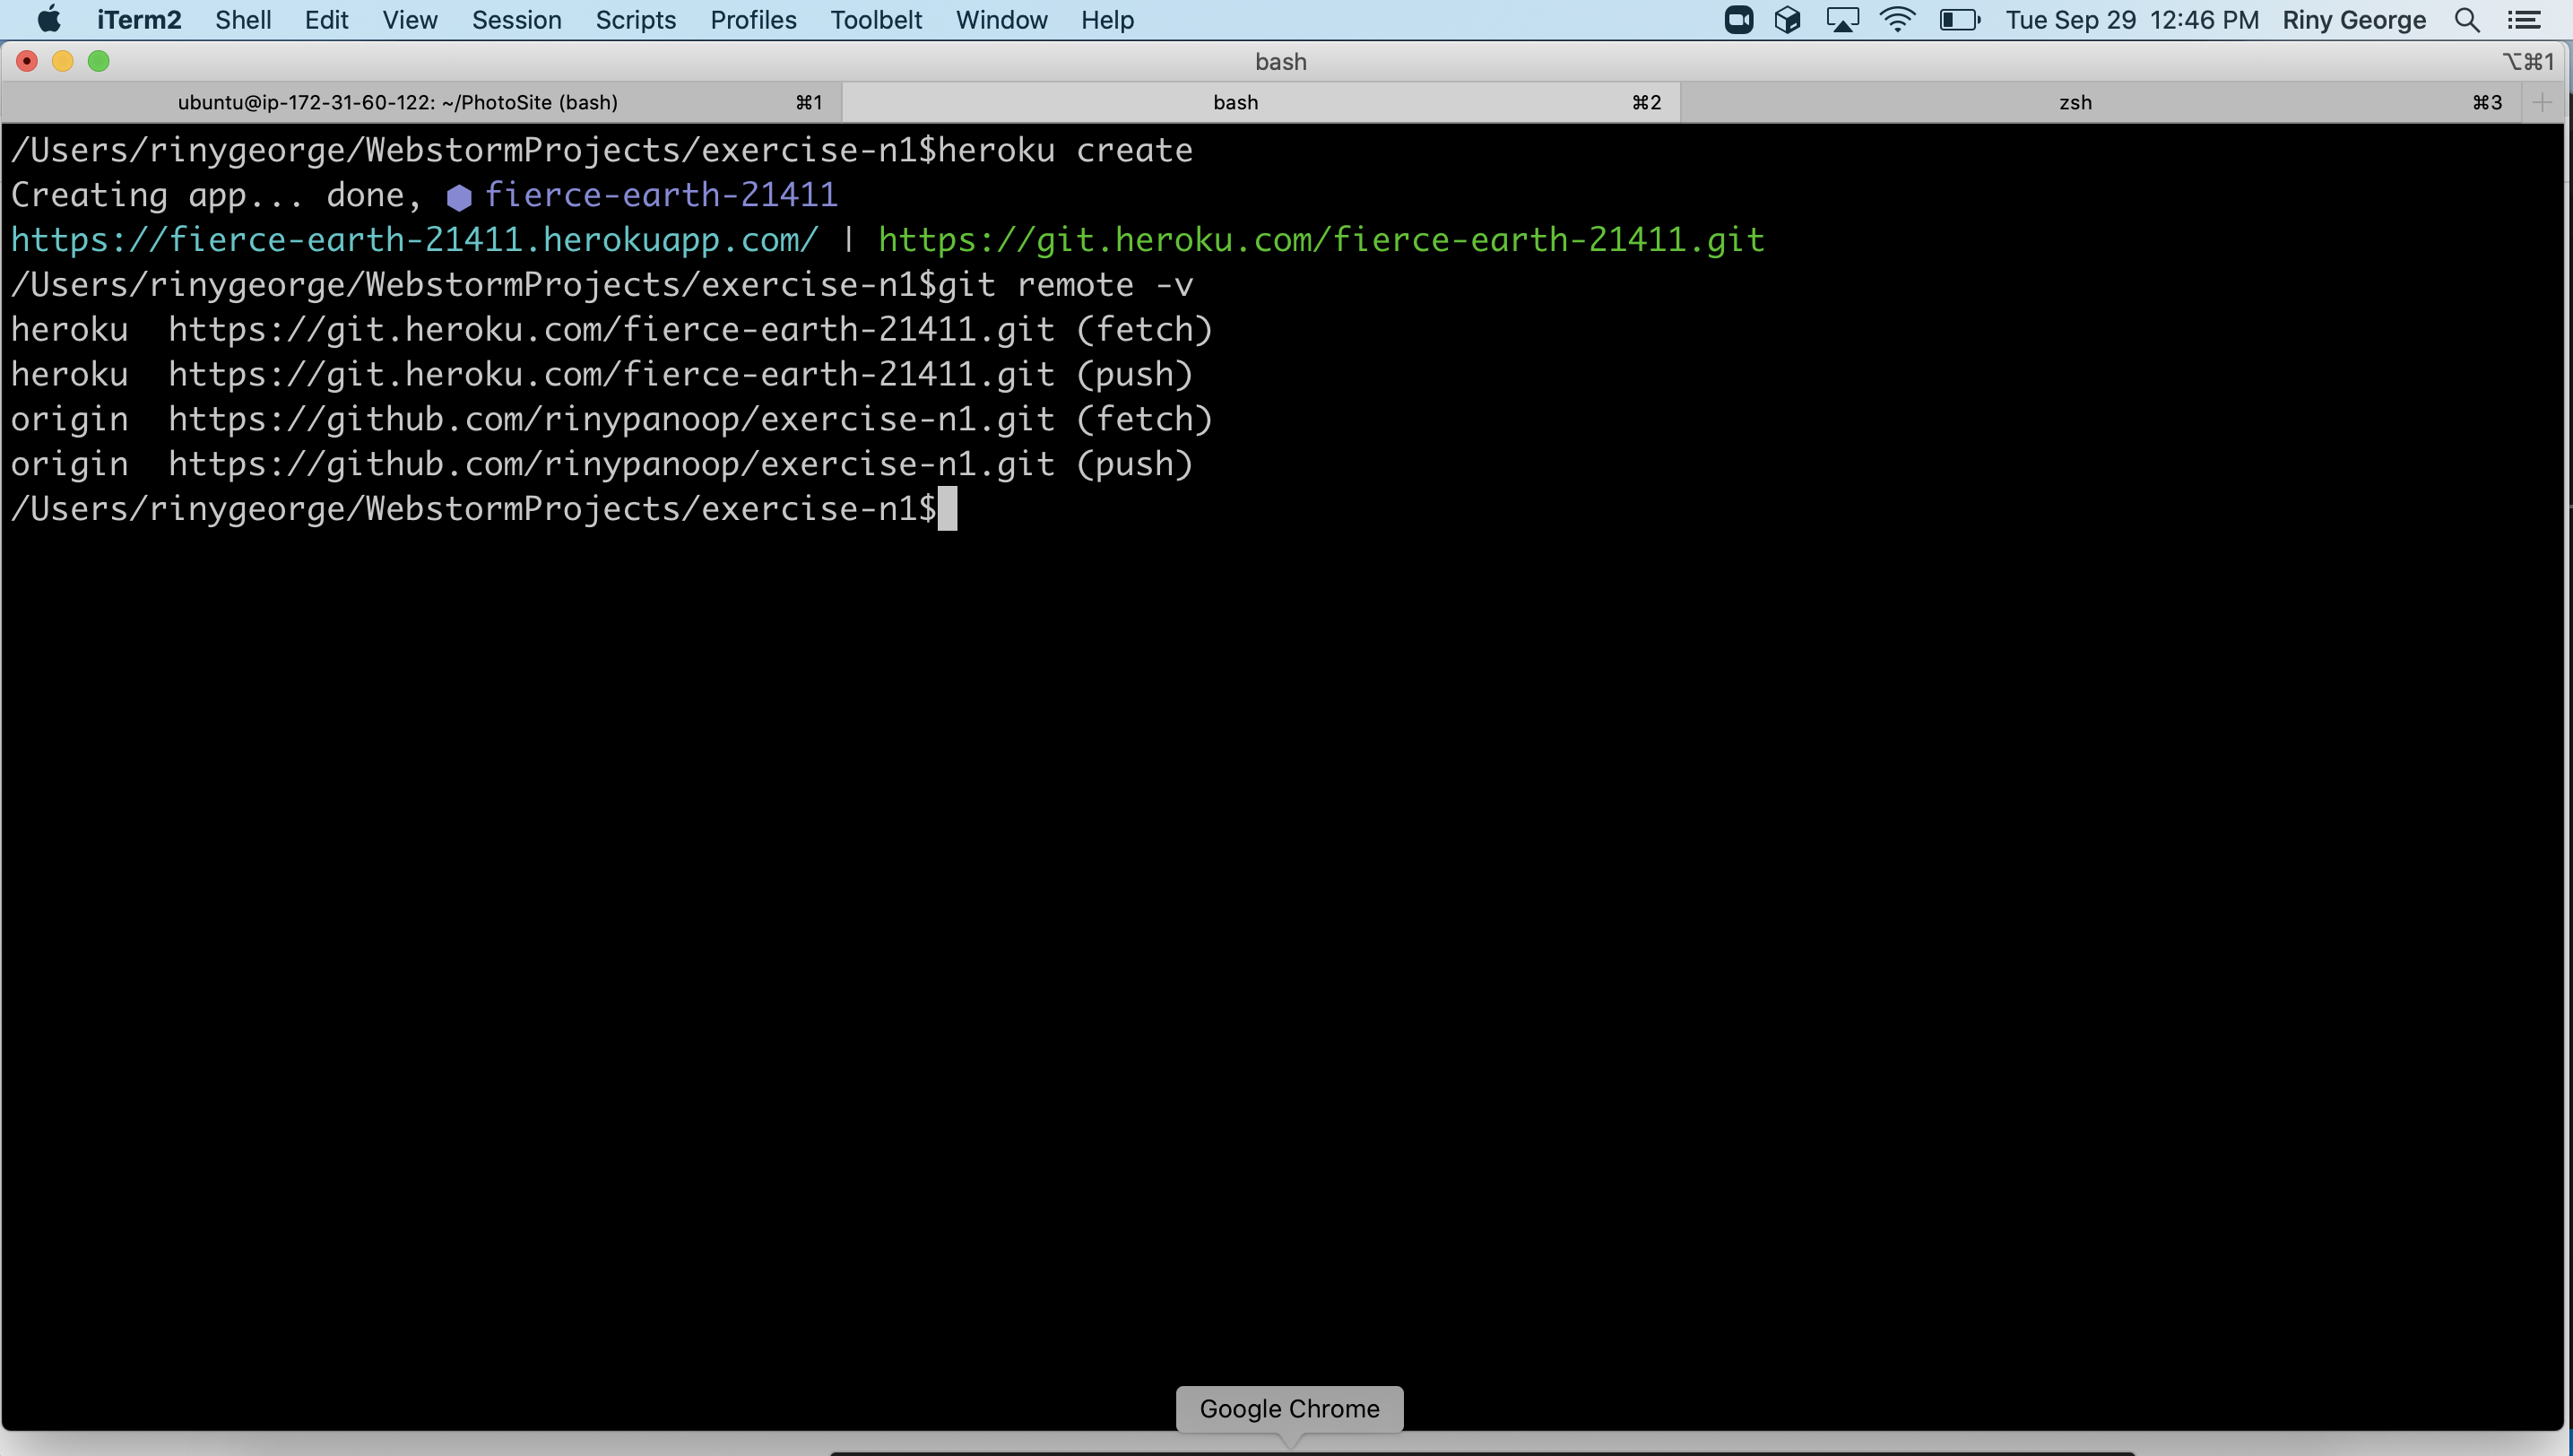 iTerm2 Shell Edit View Session Scripts Profiles Toolbelt Window Help Tue Sep 29 12:46 PM Riny George
bash ⌥⌘1
ubuntu@ip-172-31-60-122: ~/PhotoSite (bash) ⌘1 bash ⌘2 zsh ⌘3
/Users/rinygeorge/WebstormProjects/exercise-n1$heroku create
Creating app... done, ⬢ fierce-earth-21411
https://fierce-earth-21411.herokuapp.com/ | https://git.heroku.com/fierce-earth-21411.git
/Users/rinygeorge/WebstormProjects/exercise-n1$git remote -v
heroku  https://git.heroku.com/fierce-earth-21411.git (fetch)
heroku  https://git.heroku.com/fierce-earth-21411.git (push)
origin  https://github.com/rinypanoop/exercise-n1.git (fetch)
origin  https://github.com/rinypanoop/exercise-n1.git (push)
/Users/rinygeorge/WebstormProjects/exercise-n1$
Google Chrome